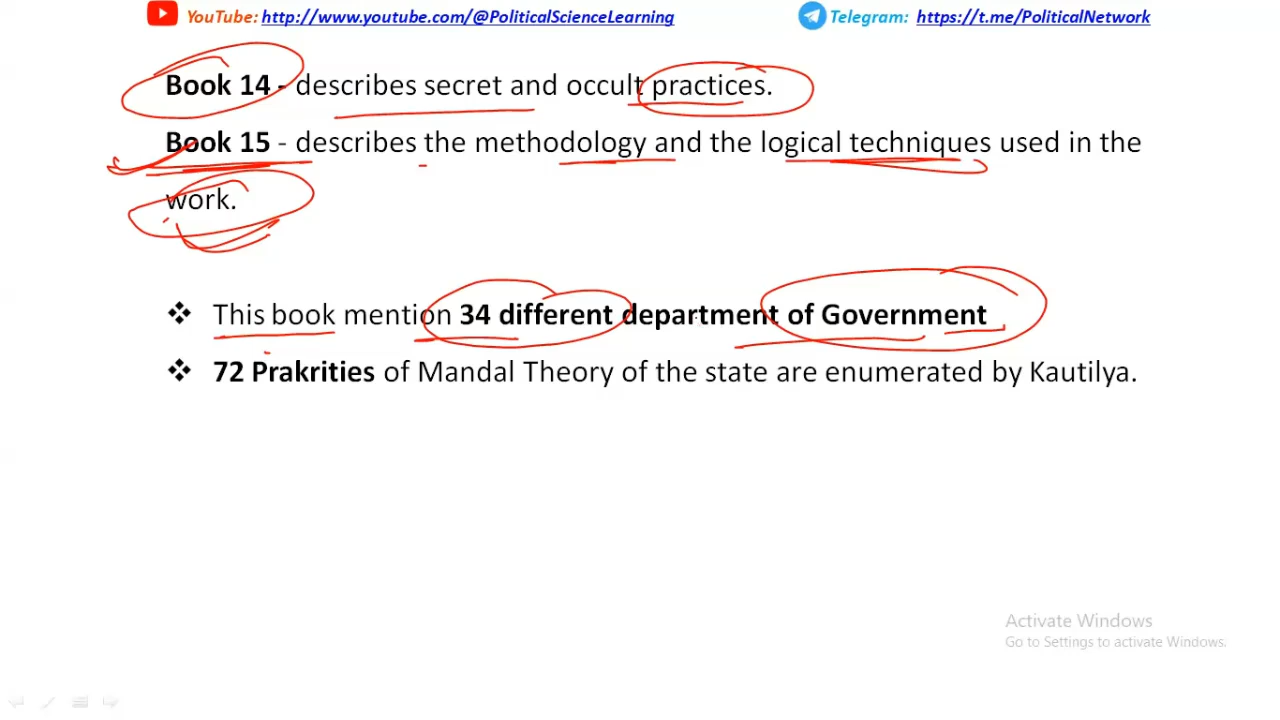 YouTube: http://www.youtube.com/@PoliticalScienceLearning Telegram: https://t.me/PoliticalNetwork
Book 14 - describes secret and occult practices.
Book 15 - describes the methodology and the logical techniques used in the
work.
❖ This book mention 34 different department of Government
❖ 72 Prakrities of Mandal Theory of the state are enumerated by Kautilya.
Activate Windows
Go to Settings to activate Windows.